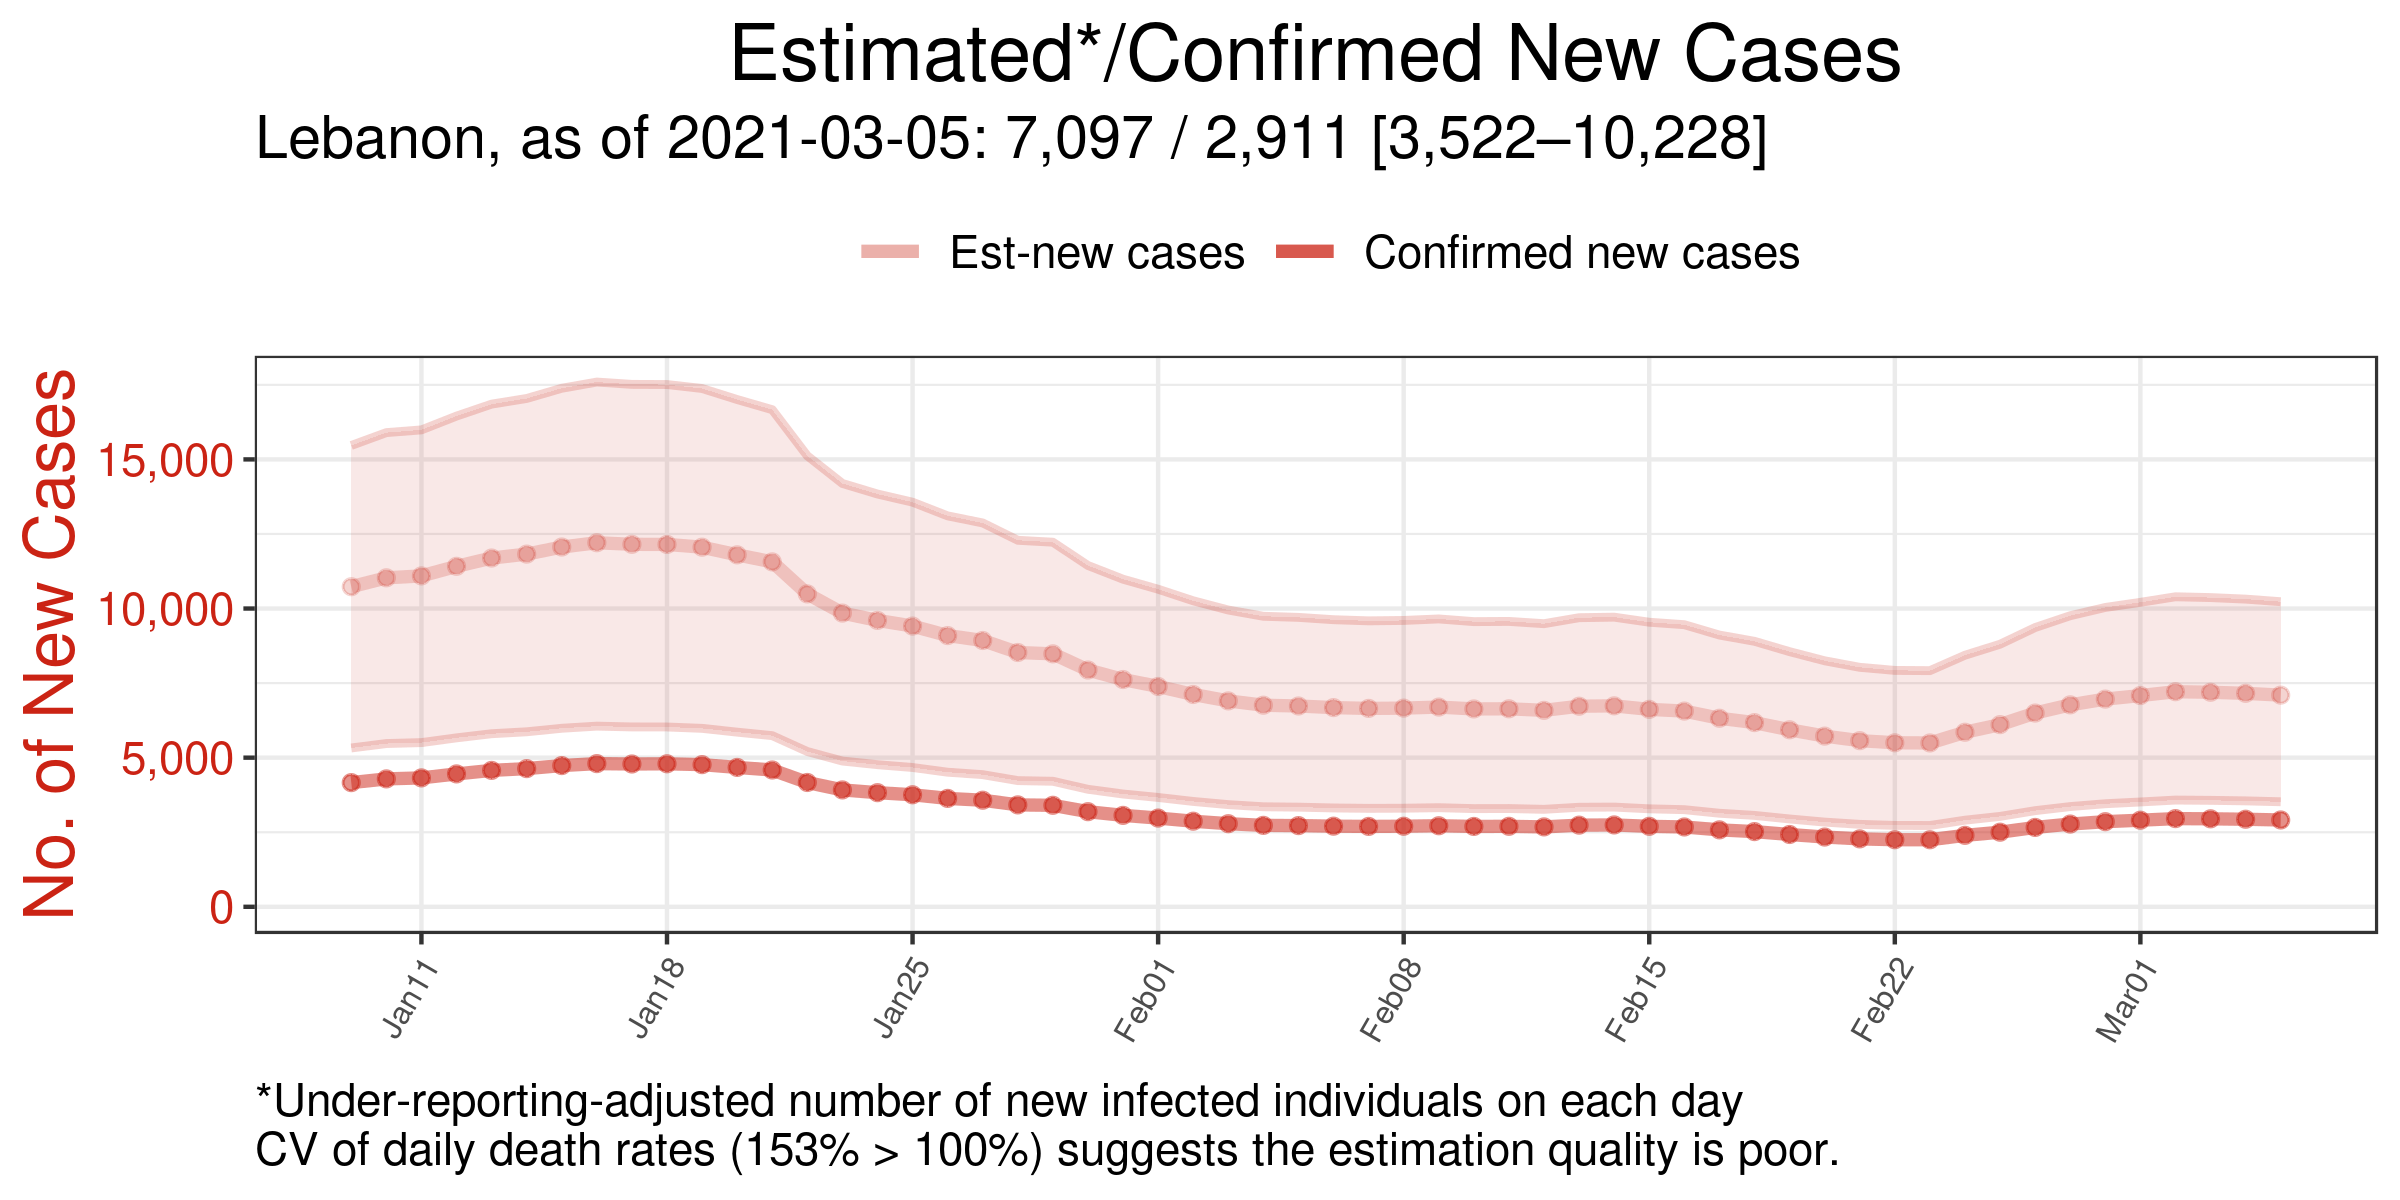 Estimated*/Confirmed New Cases
Lebanon, as of 2021-03-05: 7,097 / 2,911 [3,522–10,228]
Est-new cases
Confirmed new cases
No. of New Cases
15,000
10,000
5,000
0
Jan11
Jan18
Jan25
Feb01
Feb08
Feb15
Feb22
Mar01
*Under-reporting-adjusted number of new infected individuals on each day
CV of daily death rates (153% > 100%) suggests the estimation quality is poor.